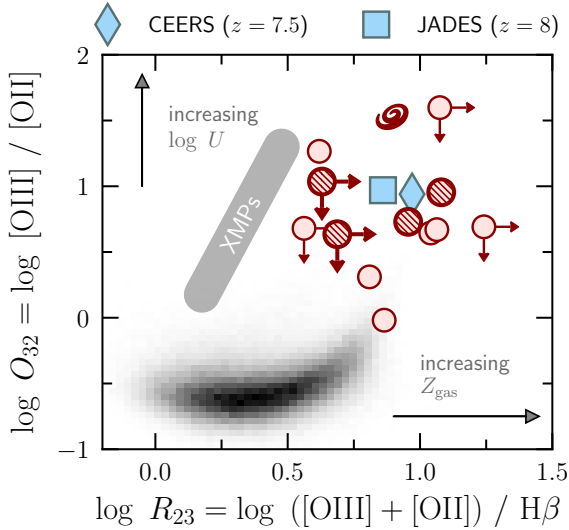 CEERS (z = 7.5)
JADES (z = 8)
log O32 = log [OIII] / [OII]
2
1
0
−1
increasing
log U
XMPs
increasing
Zgas
0.0
0.5
1.0
1.5
log R23 = log ([OIII] + [OII]) / Hβ